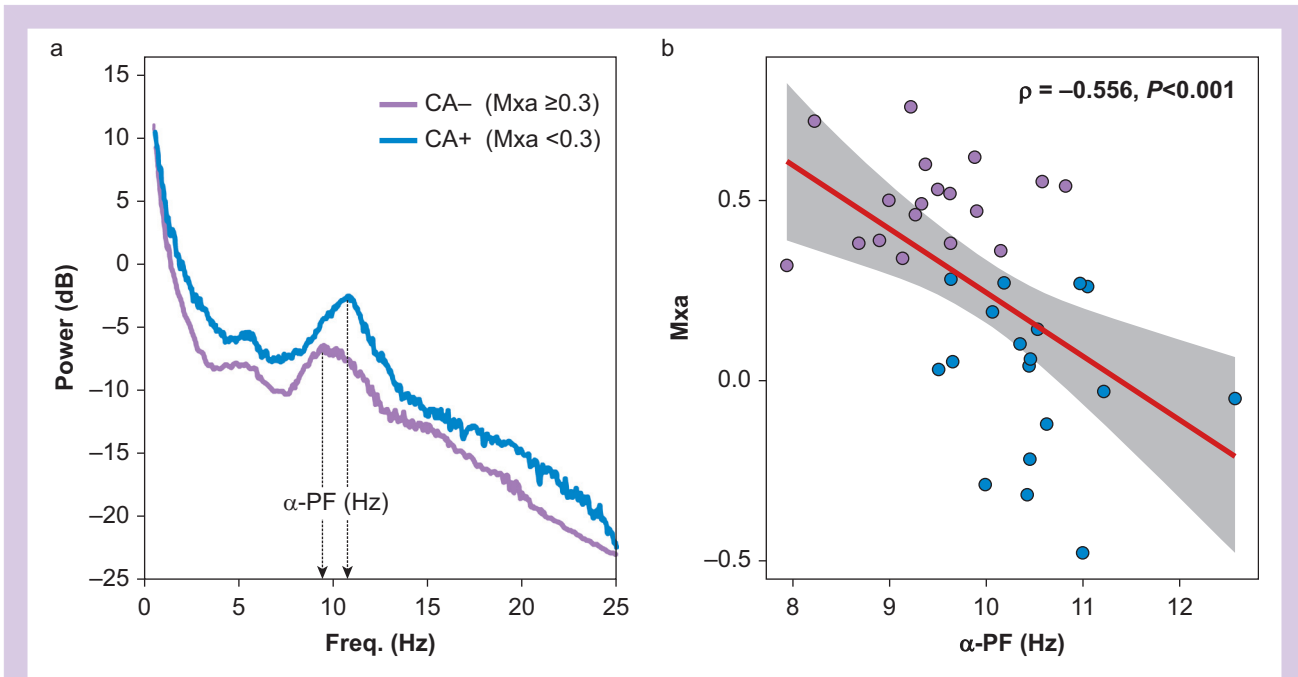 a
15
10
5
0
–5
–10
–15
–20
–25
Power (dB)
CA– (Mxa ≥0.3)
CA+ (Mxa <0.3)
α-PF (Hz)
0 5 10 15 20 25
Freq. (Hz)
b
ρ = –0.556, P<0.001
0.5
0.0
–0.5
Mxa
8 9 10 11 12
α-PF (Hz)